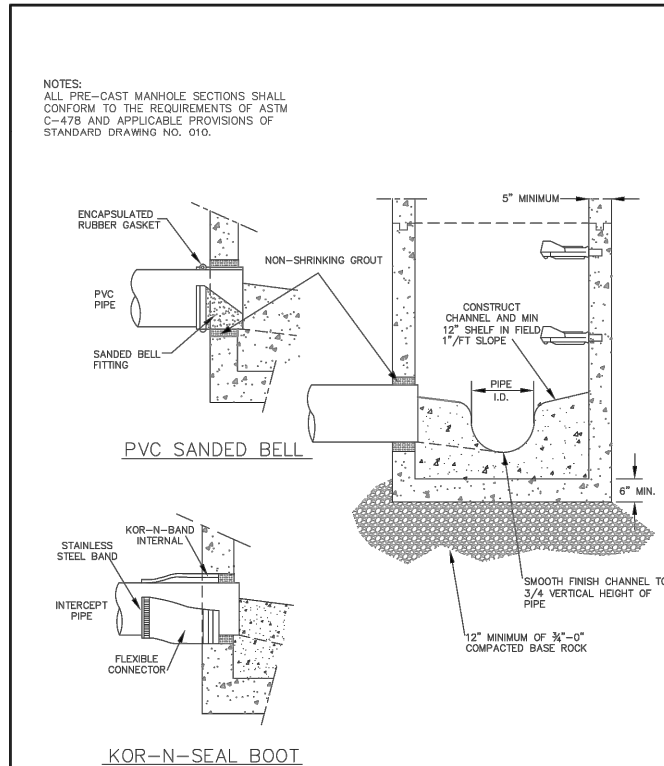 NOTES:
ALL PRE-CAST MANHOLE SECTIONS SHALL
CONFORM TO THE REQUIREMENTS OF ASTM
C-478 AND APPLICABLE PROVISIONS OF
STANDARD DRAWING NO. 010.
5" MINIMUM
ENCAPSULATED
RUBBER GASKET
NON-SHRINKING GROUT
PVC
PIPE
CONSTRUCT
CHANNEL AND MIN
12" SHELF IN FIELD
1"/FT SLOPE
SANDED BELL
FITTING
PIPE
I.D.
PVC SANDED BELL
6" MIN.
KOR-N-BAND
INTERNAL
STAINLESS
STEEL BAND
INTERCEPT
PIPE
FLEXIBLE
CONNECTOR
SMOOTH FINISH CHANNEL TO
3/4 VERTICAL HEIGHT OF
PIPE
12" MINIMUM OF ¾"-0"
COMPACTED BASE ROCK
KOR-N-SEAL BOOT